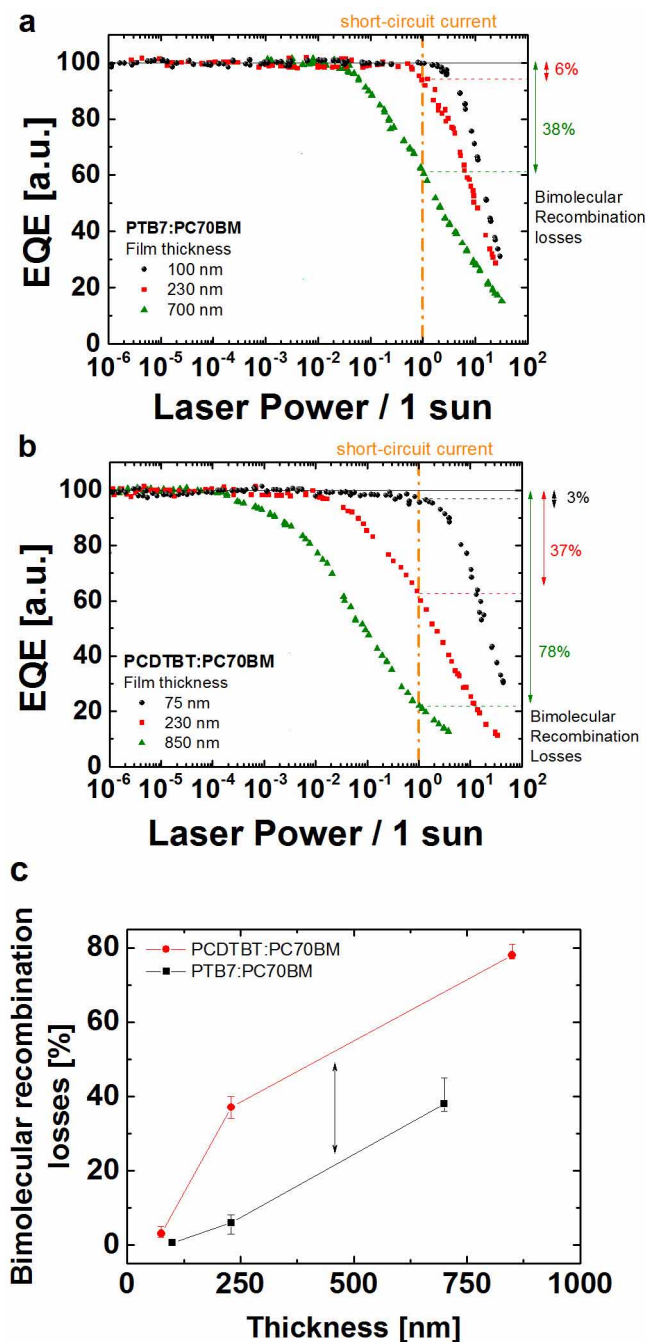 a
short-circuit current
100
80
60
40
20
0
EQE [a.u.]
6%
38%
Bimolecular
Recombination
losses
PTB7:PC70BM
Film thickness
100 nm
230 nm
700 nm
10⁻⁶ 10⁻⁵ 10⁻⁴ 10⁻³ 10⁻² 10⁻¹ 10⁰ 10¹ 10²
Laser Power / 1 sun
b
short-circuit current
100
80
60
40
20
0
EQE [a.u.]
3%
37%
78%
Bimolecular
Recombination
Losses
PCDTBT:PC70BM
Film thickness
75 nm
230 nm
850 nm
10⁻⁶ 10⁻⁵ 10⁻⁴ 10⁻³ 10⁻² 10⁻¹ 10⁰ 10¹ 10²
Laser Power / 1 sun
c
Bimolecular recombination
losses [%]
80
60
40
20
0
PCDTBT:PC70BM
PTB7:PC70BM
0 250 500 750 1000
Thickness [nm]